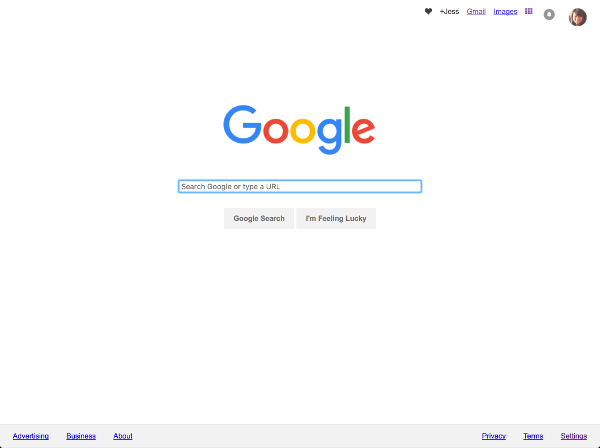 +Jess Gmail Images
Google
Search Google or type a URL
Google Search I'm Feeling Lucky
Advertising Business About Privacy Terms Settings